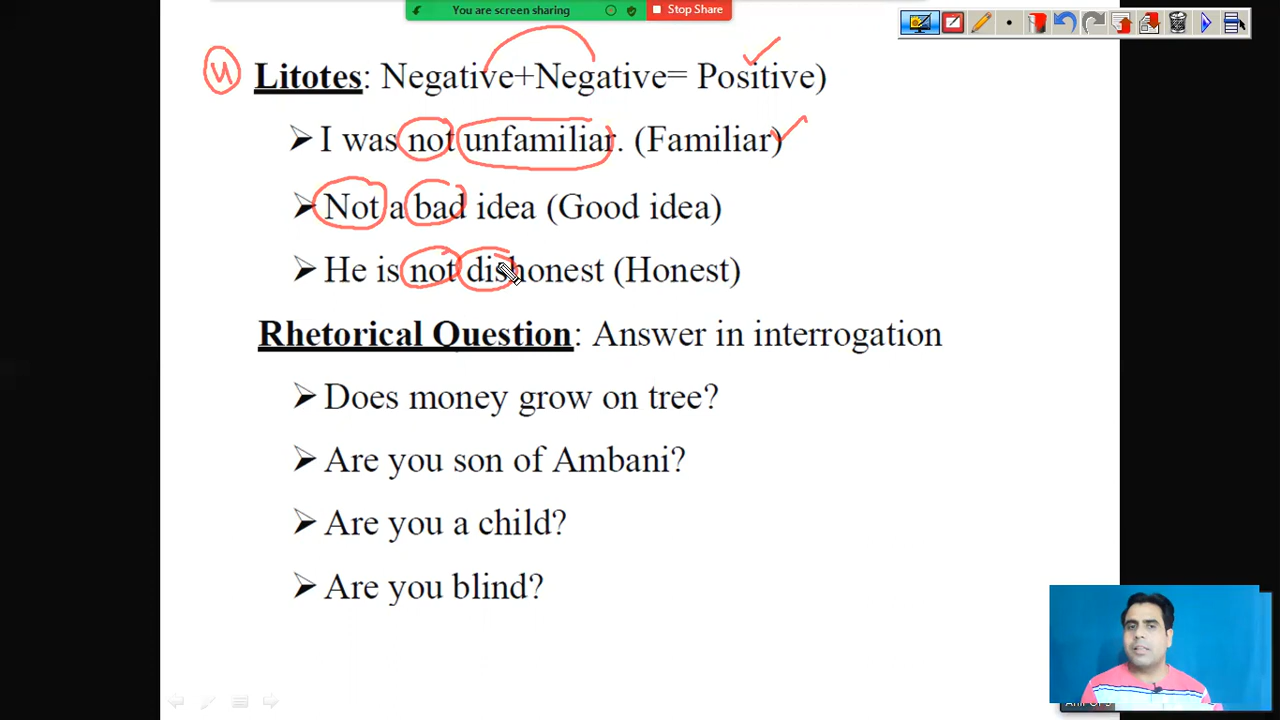 You are screen sharing Stop Share
Litotes: Negative+Negative= Positive)
➢ I was not unfamiliar. (Familiar)
➢ Not a bad idea (Good idea)
➢ He is not dishonest (Honest)
Rhetorical Question: Answer in interrogation
➢ Does money grow on tree?
➢ Are you son of Ambani?
➢ Are you a child?
➢ Are you blind?